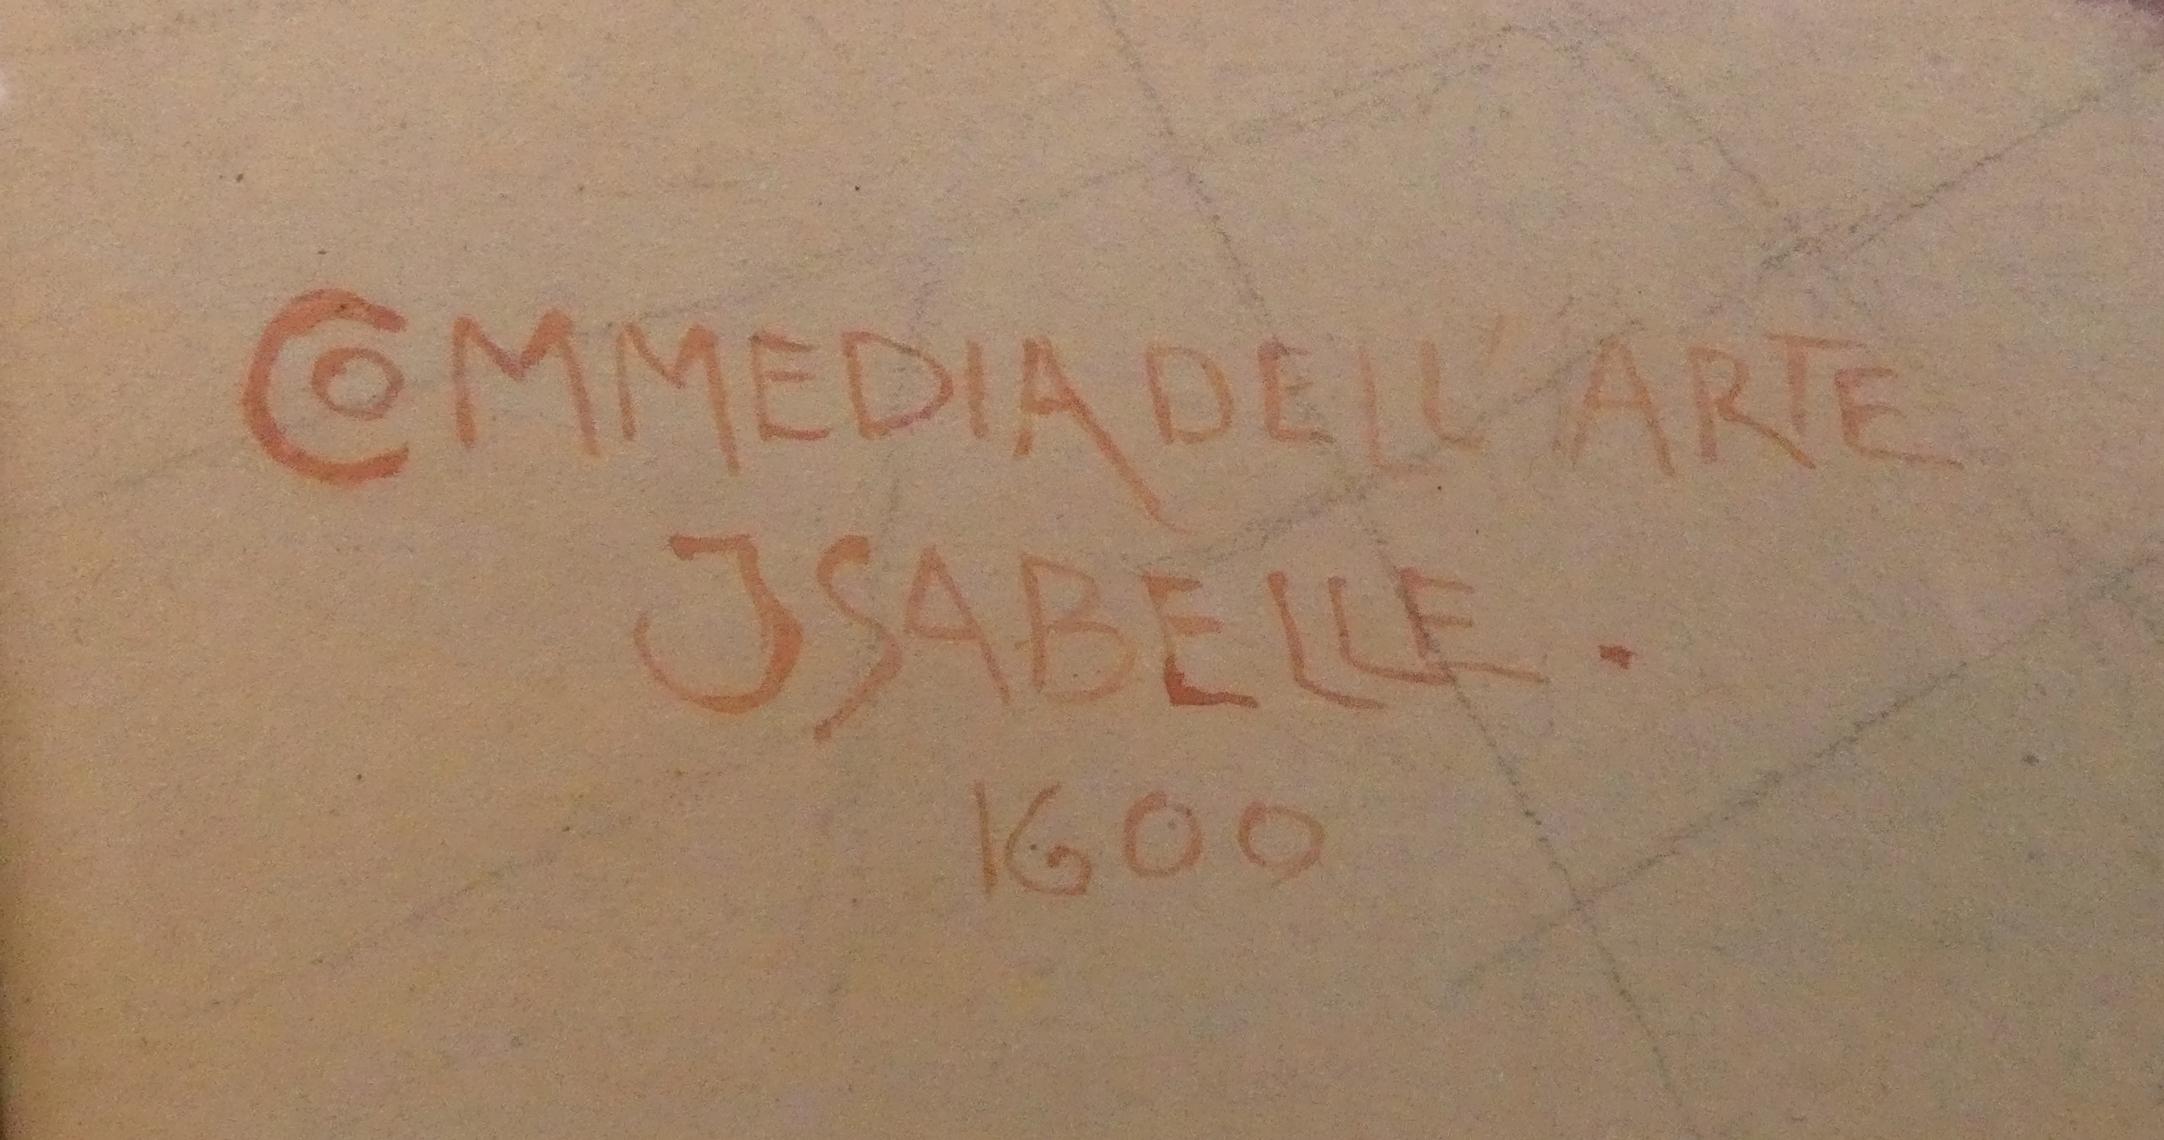 COMMEDIA DELL' ARTE
ISABELLE.
1600